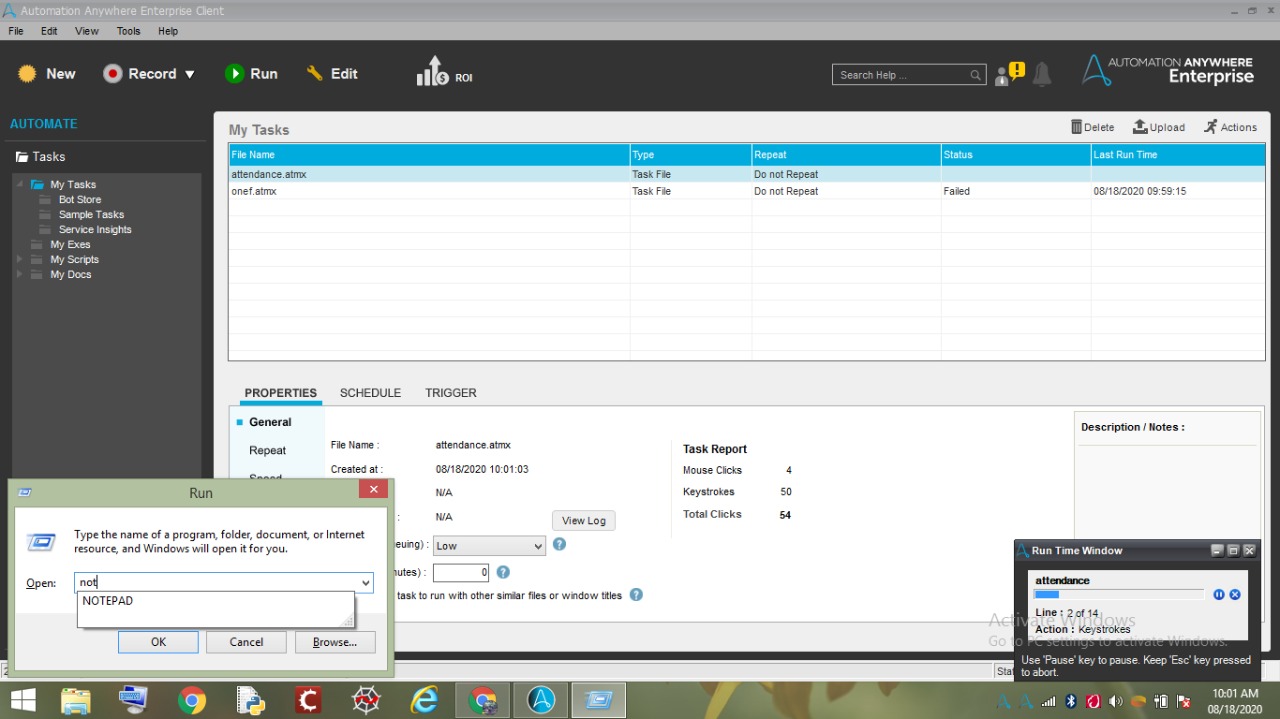 Automation Anywhere Enterprise Client
File Edit View Tools Help
New Record Run Edit ROI
Search Help ...
AUTOMATION ANYWHERE
Enterprise
AUTOMATE
Tasks
My Tasks
Bot Store
Sample Tasks
Service Insights
My Exes
My Scripts
My Docs
My Tasks
Delete Upload Actions
File Name Type Repeat Status Last Run Time
attendance.atmx Task File Do not Repeat
onef.atmx Task File Do not Repeat Failed 08/18/2020 09:59:15
PROPERTIES SCHEDULE TRIGGER
General
Repeat
Speed
File Name : attendance.atmx
Created at : 08/18/2020 10:01:03
N/A
: N/A
View Log
euing) : Low
utes) : 0
task to run with other similar files or window titles
Task Report
Mouse Clicks 4
Keystrokes 50
Total Clicks 54
Description / Notes :
Run
Type the name of a program, folder, document, or Internet
resource, and Windows will open it for you.
Open: not
NOTEPAD
OK Cancel Browse...
Run Time Window
attendance
Line : 2 of 14
Action : Keystrokes
Use 'Pause' key to pause. Keep 'Esc' key pressed
to abort.
Activate Windows
Go to PC settings to activate Windows.
10:01 AM
08/18/2020